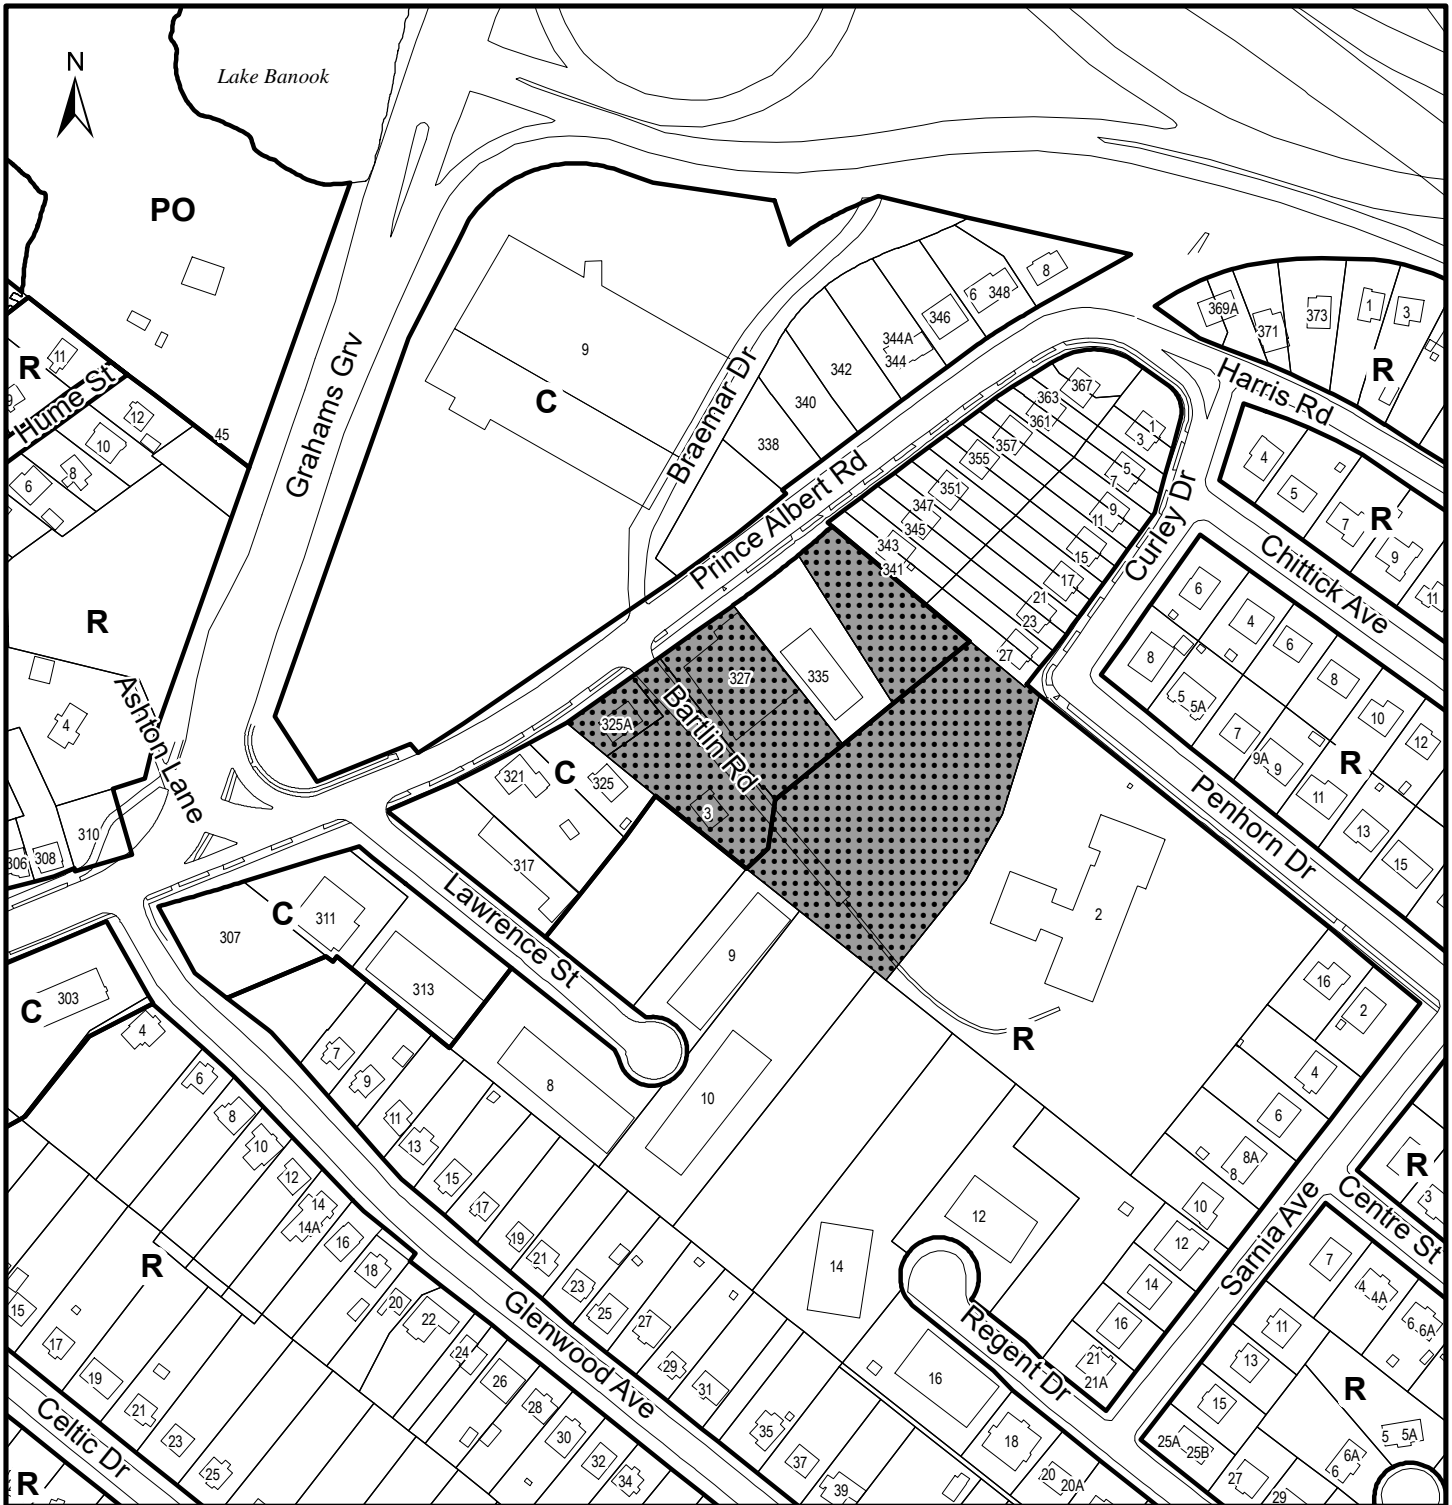 N
Lake Banook
PO
8
6 348
346
344A
344
342
340
338
369A
371
373
1
3
R
Harris Rd
R
11
9
Hume St
12
10
8
6
45
Grahams Grv
9
C
Braemar Dr
Prince Albert Rd
367
363
361
357
355
351
347
345
343
341
1
3
5
7
9
11
15
17
21
23
27
Curley Dr
4
5
7
9
11
R
Chittick Ave
6
4
6
8
8
10
12
5
5A
7
9A
9
11
13
15
R
Penhorn Dr
R
4
Ashton Lane
310
306
308
327
335
325A
Bartlin Rd
3
321
C
325
317
Lawrence St
C
311
307
313
C
303
9
2
R
8
10
16
2
4
6
8A
8
10
12
14
16
21
21A
Sarnia Ave
R
3
Centre St
7
4
4A
6
6A
11
13
15
25A
25B
27
29
R
5
5A
6A
6
4
6
8
10
12
14
14A
16
18
20
22
24
26
28
30
32
34
7
9
11
13
15
17
19
21
23
25
27
29
31
35
37
39
Glenwood Ave
12
14
16
Regent Dr
18
20
20A
R
15
17
19
21
23
25
Celtic Dr
R